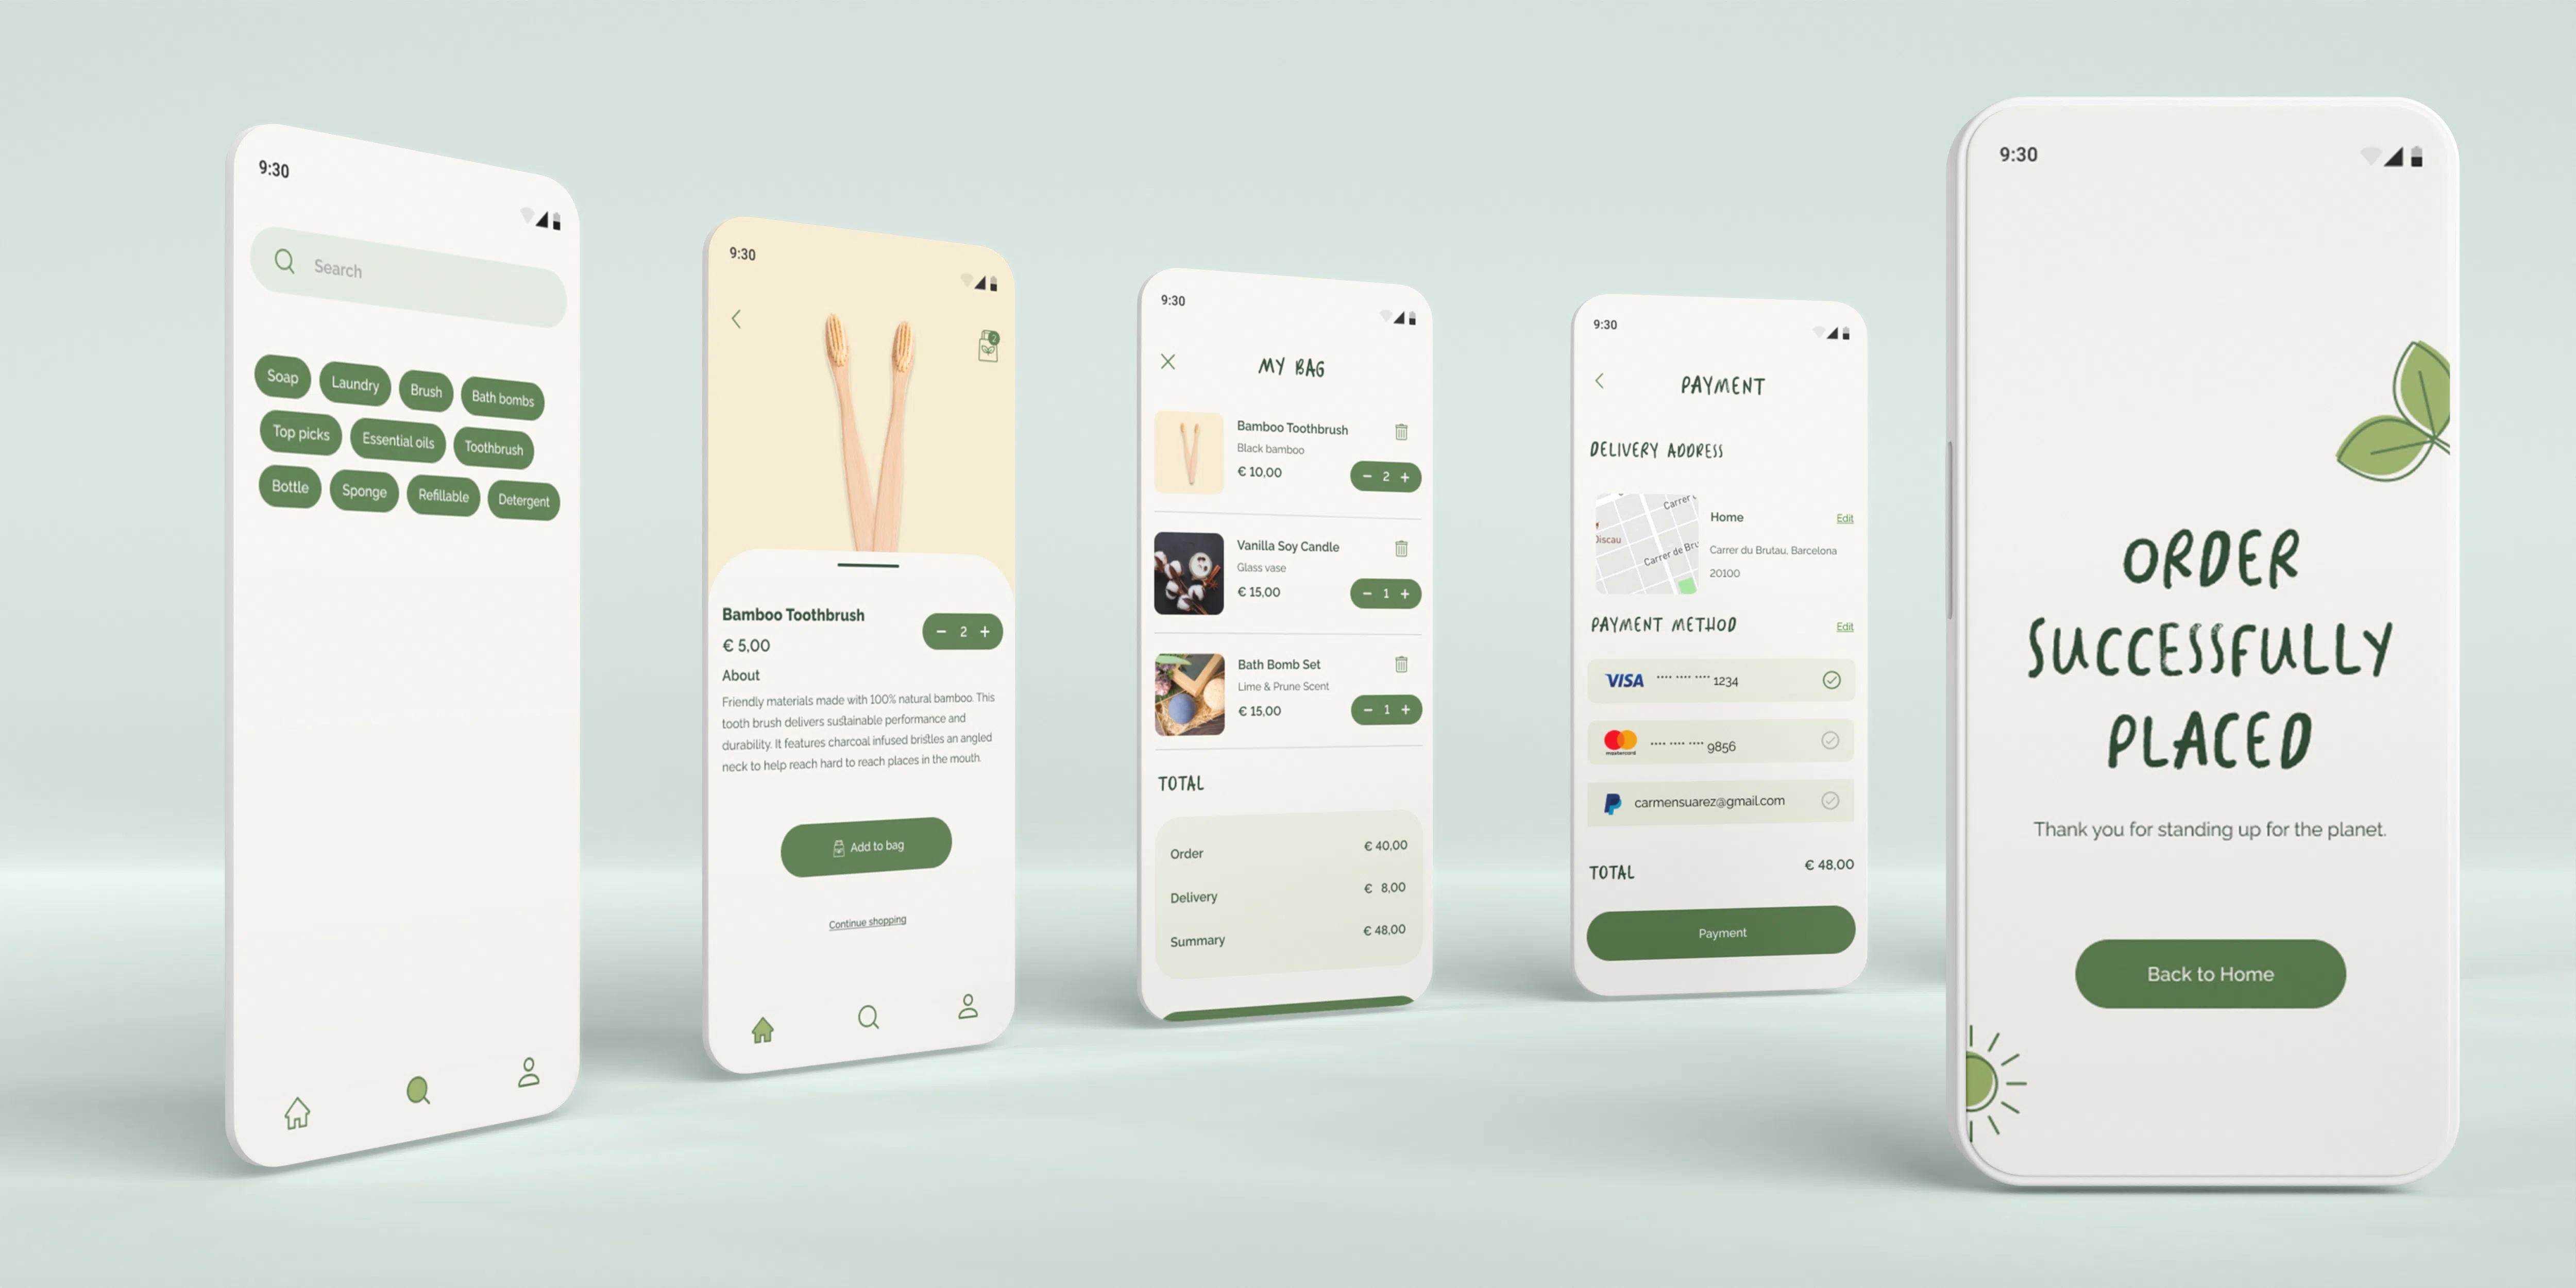 9:30
Search
Soap Laundry Brush Bath bombs
Top picks Essential oils Toothbrush
Bottle Sponge Refillable Detergent
9:30
2
Bamboo Toothbrush
€ 5,00
− 2 +
About
Friendly materials made with 100% natural bamboo. This
tooth brush delivers sustainable performance and
durability. It features charcoal infused bristles an angled
neck to help reach hard to reach places in the mouth.
Add to bag
Continue shopping
9:30
MY BAG
Bamboo Toothbrush
Black bamboo
€ 10,00
− 2 +
Vanilla Soy Candle
Glass vase
€ 15,00
− 1 +
Bath Bomb Set
Lime & Prune Scent
€ 15,00
− 1 +
TOTAL
Order € 40,00
Delivery € 8,00
Summary € 48,00
9:30
PAYMENT
DELIVERY ADDRESS
Carrer
Discau
Carrer de Bru
Home Edit
Carrer du Brutau, Barcelona
20100
PAYMENT METHOD Edit
VISA •••• •••• •••• 1234
mastercard •••• •••• •••• 9856
carmensuarez@gmail.com
TOTAL € 48,00
Payment
9:30
ORDER
SUCCESSFULLY
PLACED
Thank you for standing up for the planet.
Back to Home